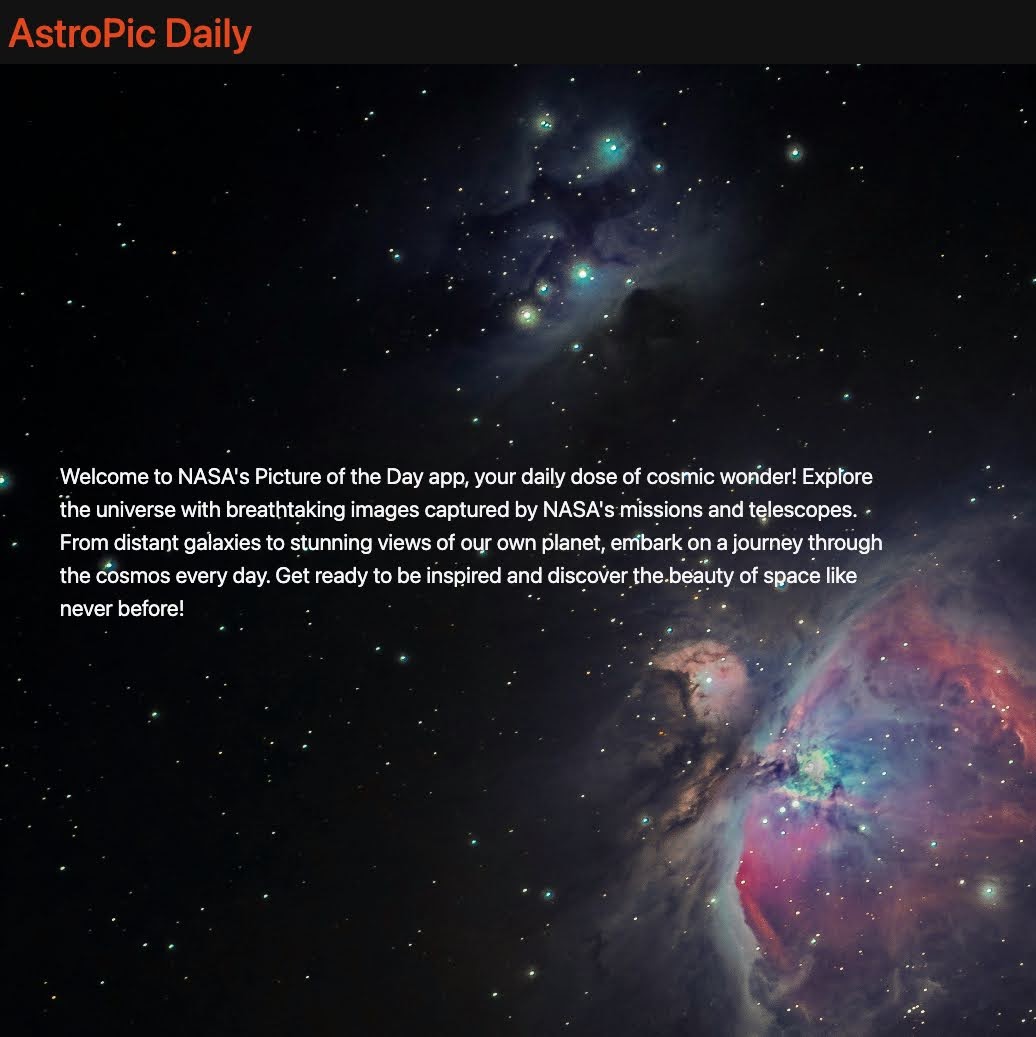 AstroPic Daily
Welcome to NASA's Picture of the Day app, your daily dose of cosmic wonder! Explore
the universe with breathtaking images captured by NASA's missions and telescopes.
From distant galaxies to stunning views of our own planet, embark on a journey through
the cosmos every day. Get ready to be inspired and discover the beauty of space like
never before!